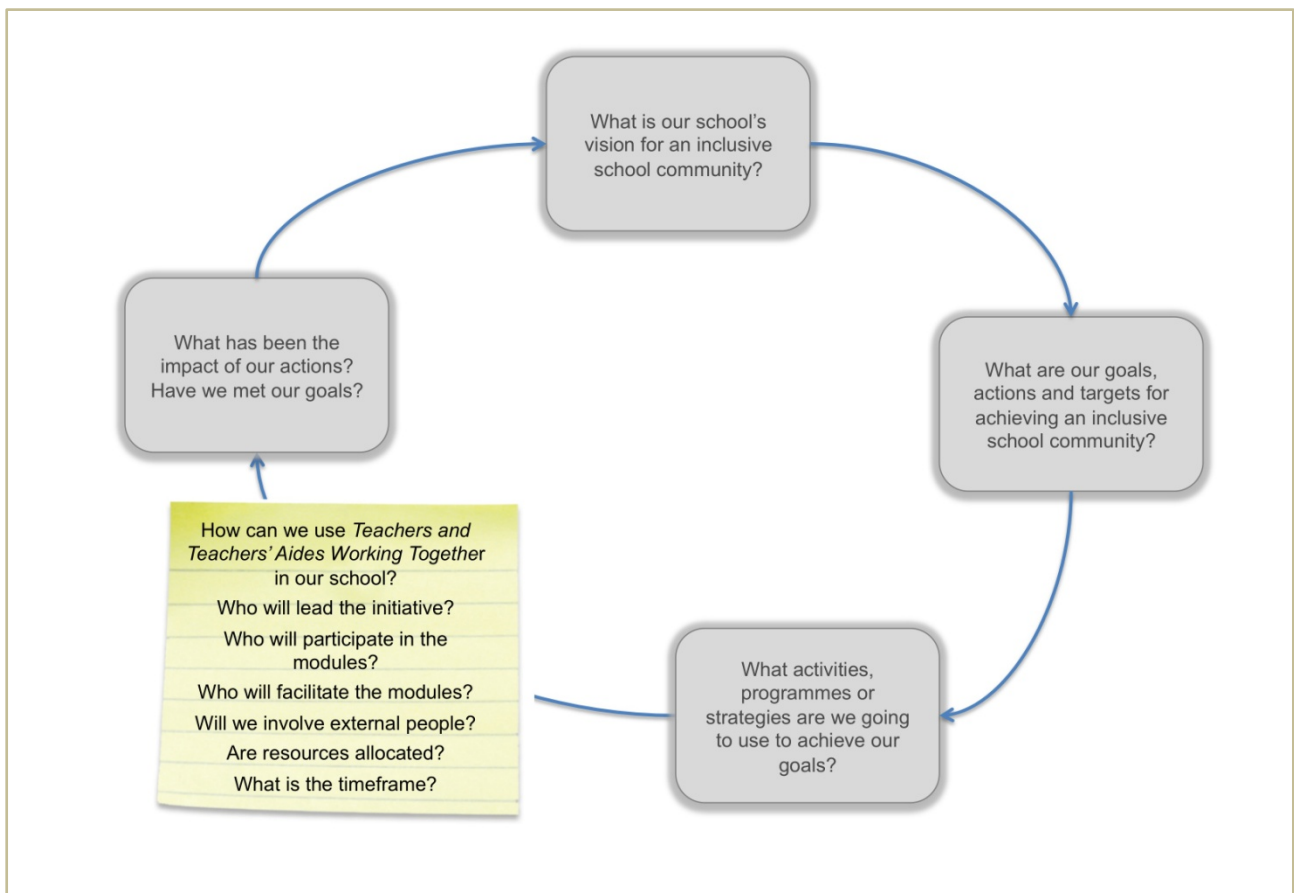 What is our school’s
vision for an inclusive
school community?
What are our goals,
actions and targets for
achieving an inclusive
school community?
What activities,
programmes or
strategies are we going
to use to achieve our
goals?
How can we use Teachers and
Teachers’ Aides Working Together
in our school?
Who will lead the initiative?
Who will participate in the
modules?
Who will facilitate the modules?
Will we involve external people?
Are resources allocated?
What is the timeframe?
What has been the
impact of our actions?
Have we met our goals?